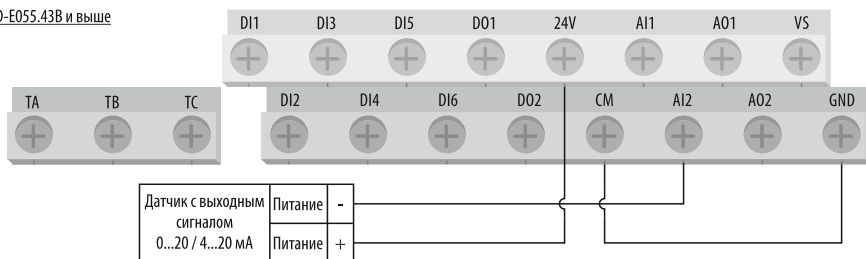 D-E055.43B и выше
DI1 DI3 DI5 DO1 24V AI1 AO1 VS
TA TB TC DI2 DI4 DI6 DO2 CM AI2 AO2 GND
Датчик с выходным
сигналом
0...20 / 4...20 мА
Питание -
Питание +